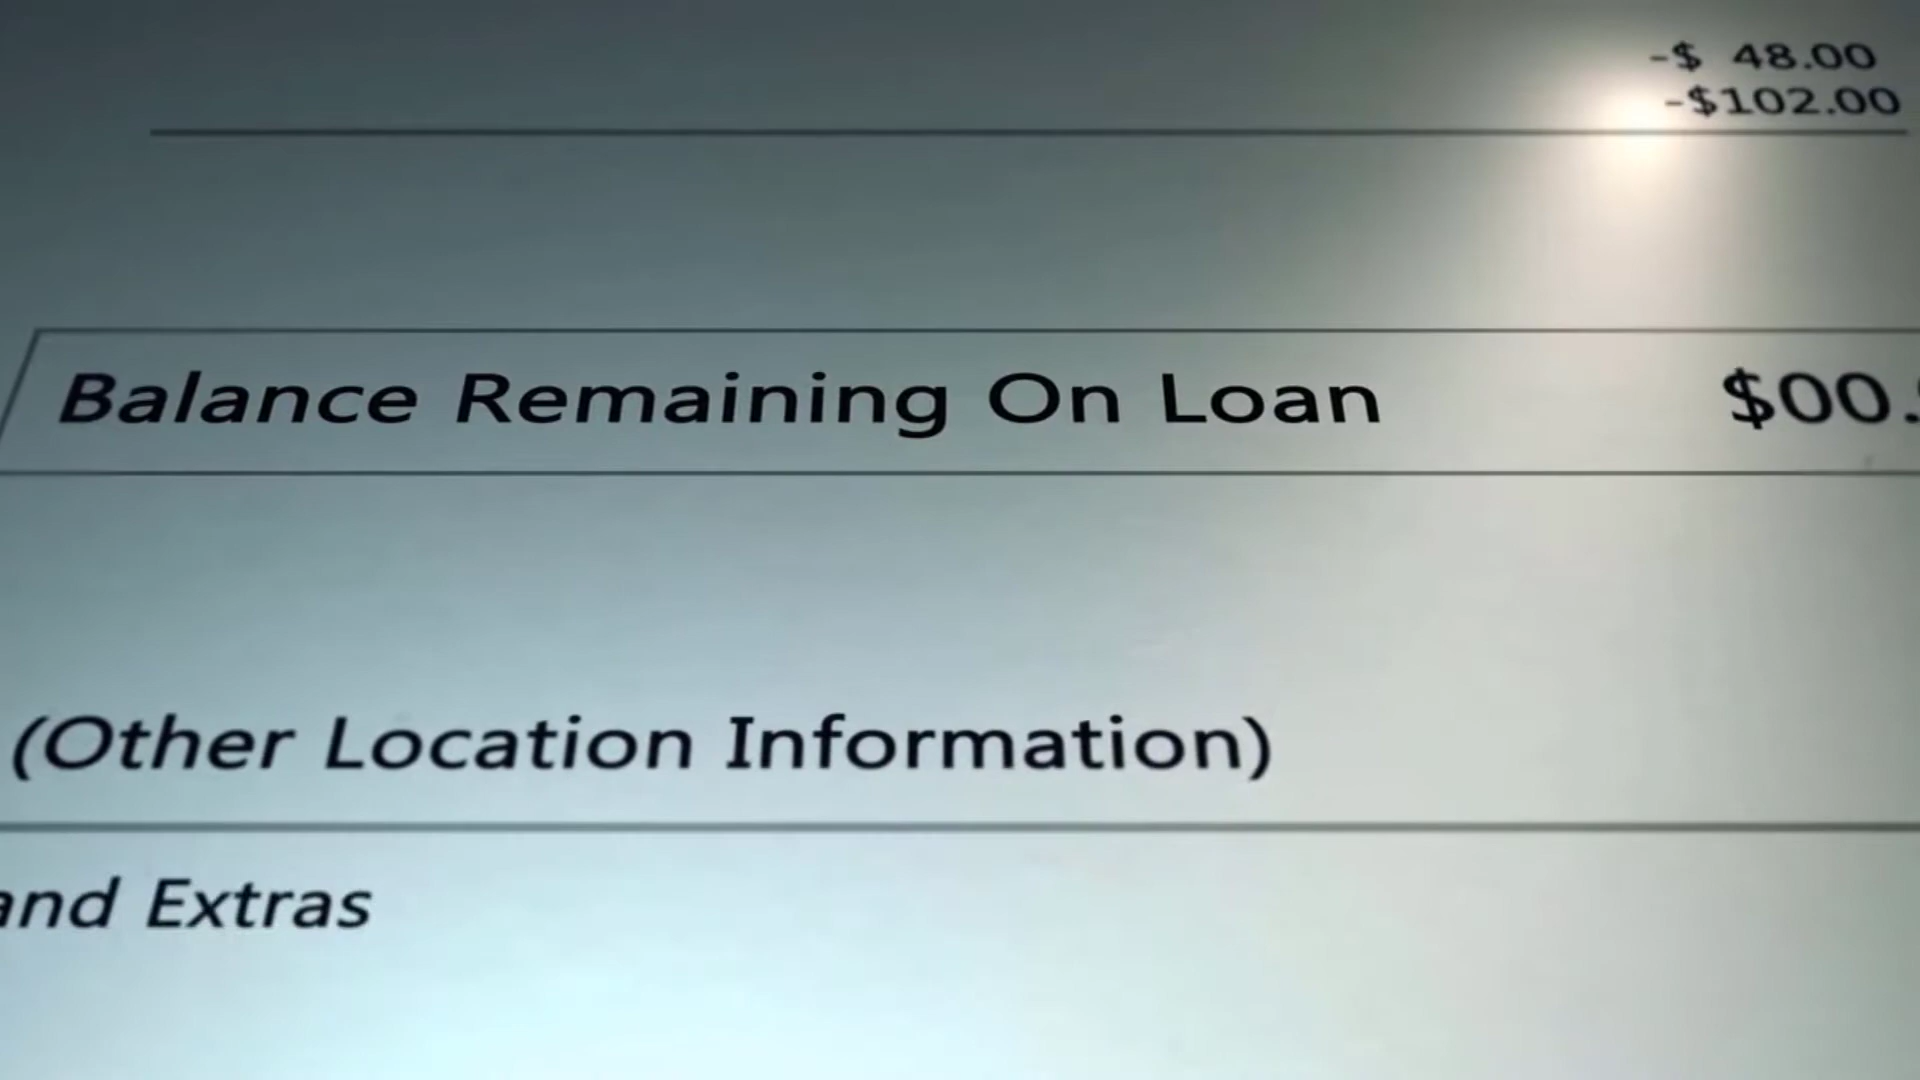 -$ 48.00
-$102.00
Balance Remaining On Loan $00.
(Other Location Information)
and Extras